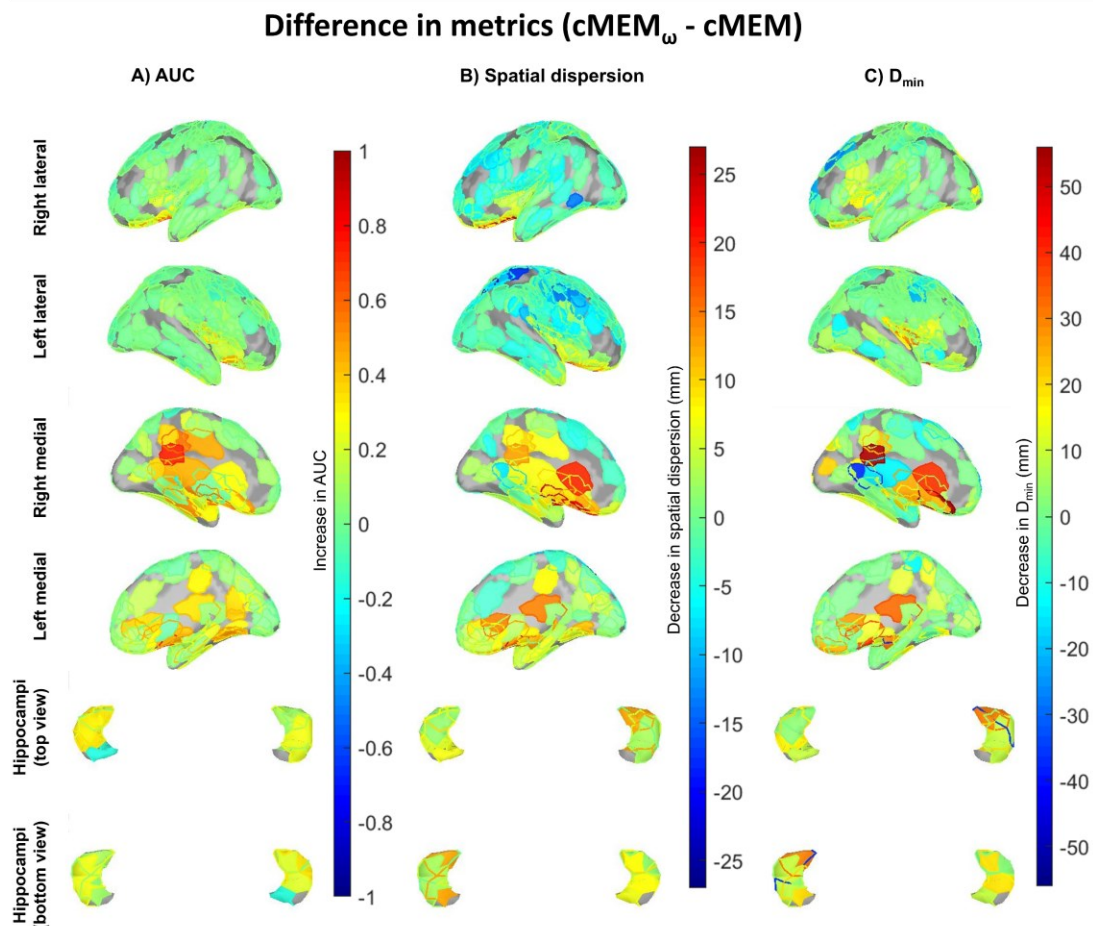 Difference in metrics (cMEMω - cMEM)
A) AUC
B) Spatial dispersion
C) Dmin
Right lateral
Left lateral
Right medial
Left medial
Hippocampi
(top view)
Hippocampi
(bottom view)
1
0.8
0.6
0.4
0.2
0
-0.2
-0.4
-0.6
-0.8
-1
Increase in AUC
25
20
15
10
5
0
-5
-10
-15
-20
-25
Decrease in spatial dispersion (mm)
50
40
30
20
10
0
-10
-20
-30
-40
-50
Decrease in Dmin (mm)